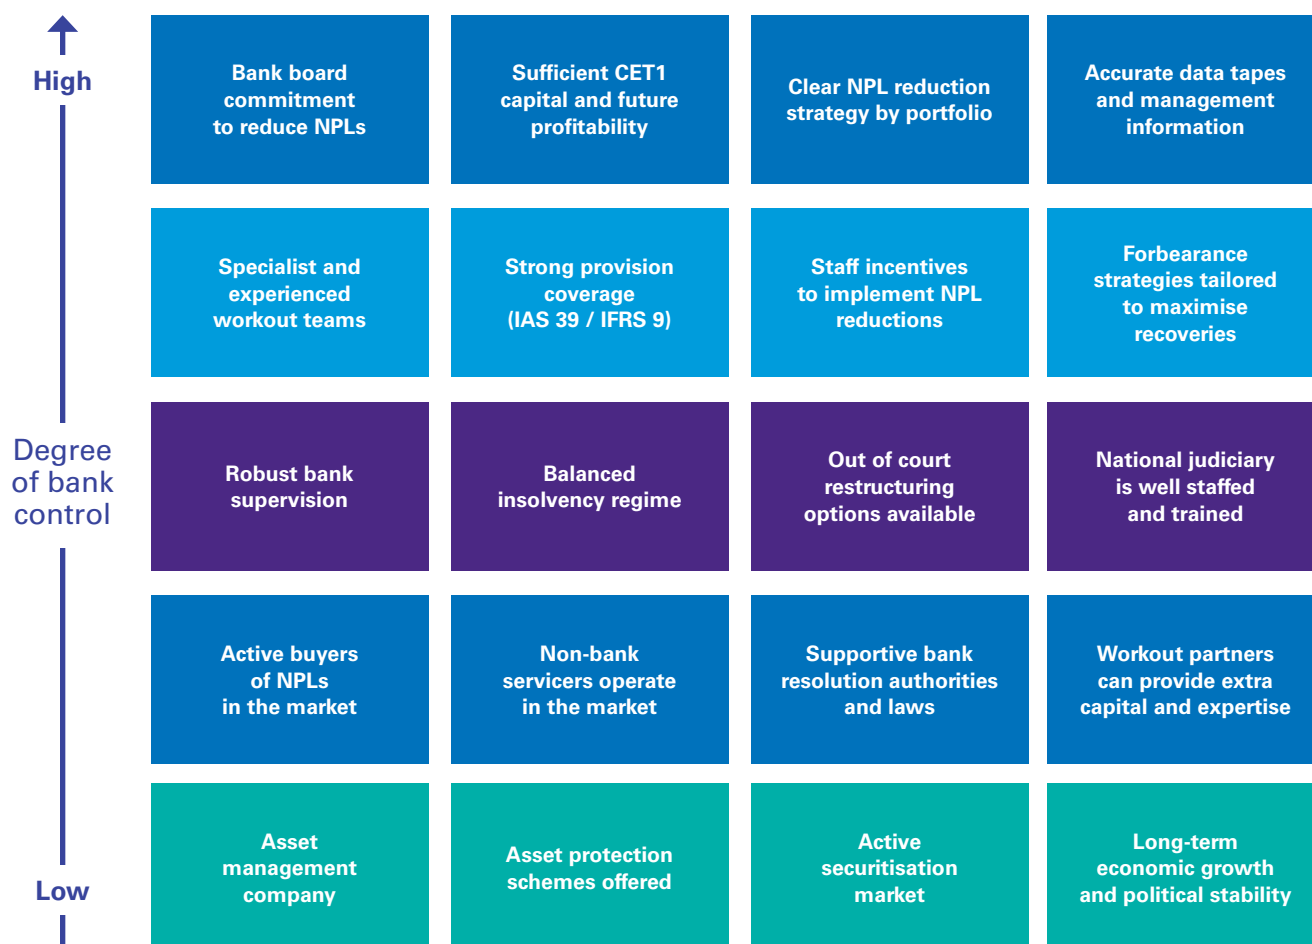 High
Bank board
commitment
to reduce NPLs
Sufficient CET1
capital and future
profitability
Clear NPL reduction
strategy by portfolio
Accurate data tapes
and management
information
Specialist and
experienced
workout teams
Strong provision
coverage
(IAS 39 / IFRS 9)
Staff incentives
to implement NPL
reductions
Forbearance
strategies tailored
to maximise
recoveries
Degree
of bank
control
Robust bank
supervision
Balanced
insolvency regime
Out of court
restructuring
options available
National judiciary
is well staffed
and trained
Active buyers
of NPLs
in the market
Non-bank
servicers operate
in the market
Supportive bank
resolution authorities
and laws
Workout partners
can provide extra
capital and expertise
Low
Asset
management
company
Asset protection
schemes offered
Active
securitisation
market
Long-term
economic growth
and political stability